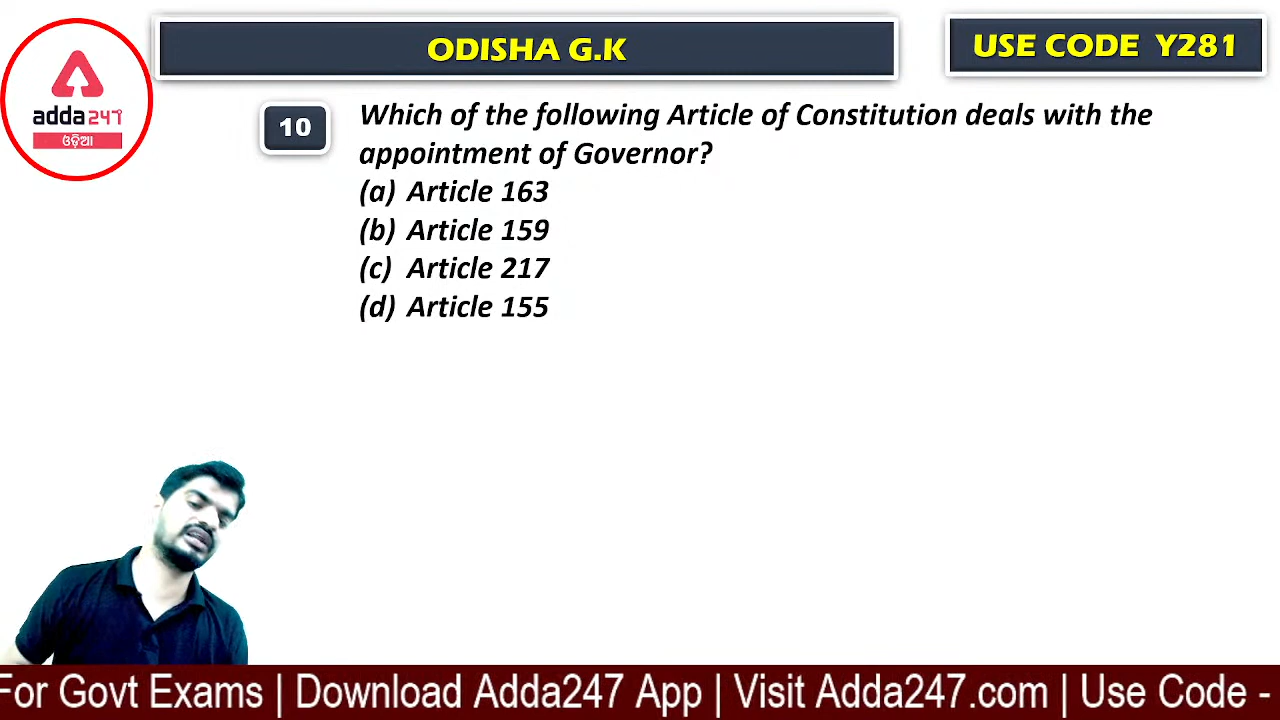 ODISHA G.K
USE CODE Y281
adda247
ଓଡ଼ିଆ
10
Which of the following Article of Constitution deals with the
appointment of Governor?
(a) Article 163
(b) Article 159
(c) Article 217
(d) Article 155
For Govt Exams | Download Adda247 App | Visit Adda247.com | Use Code -